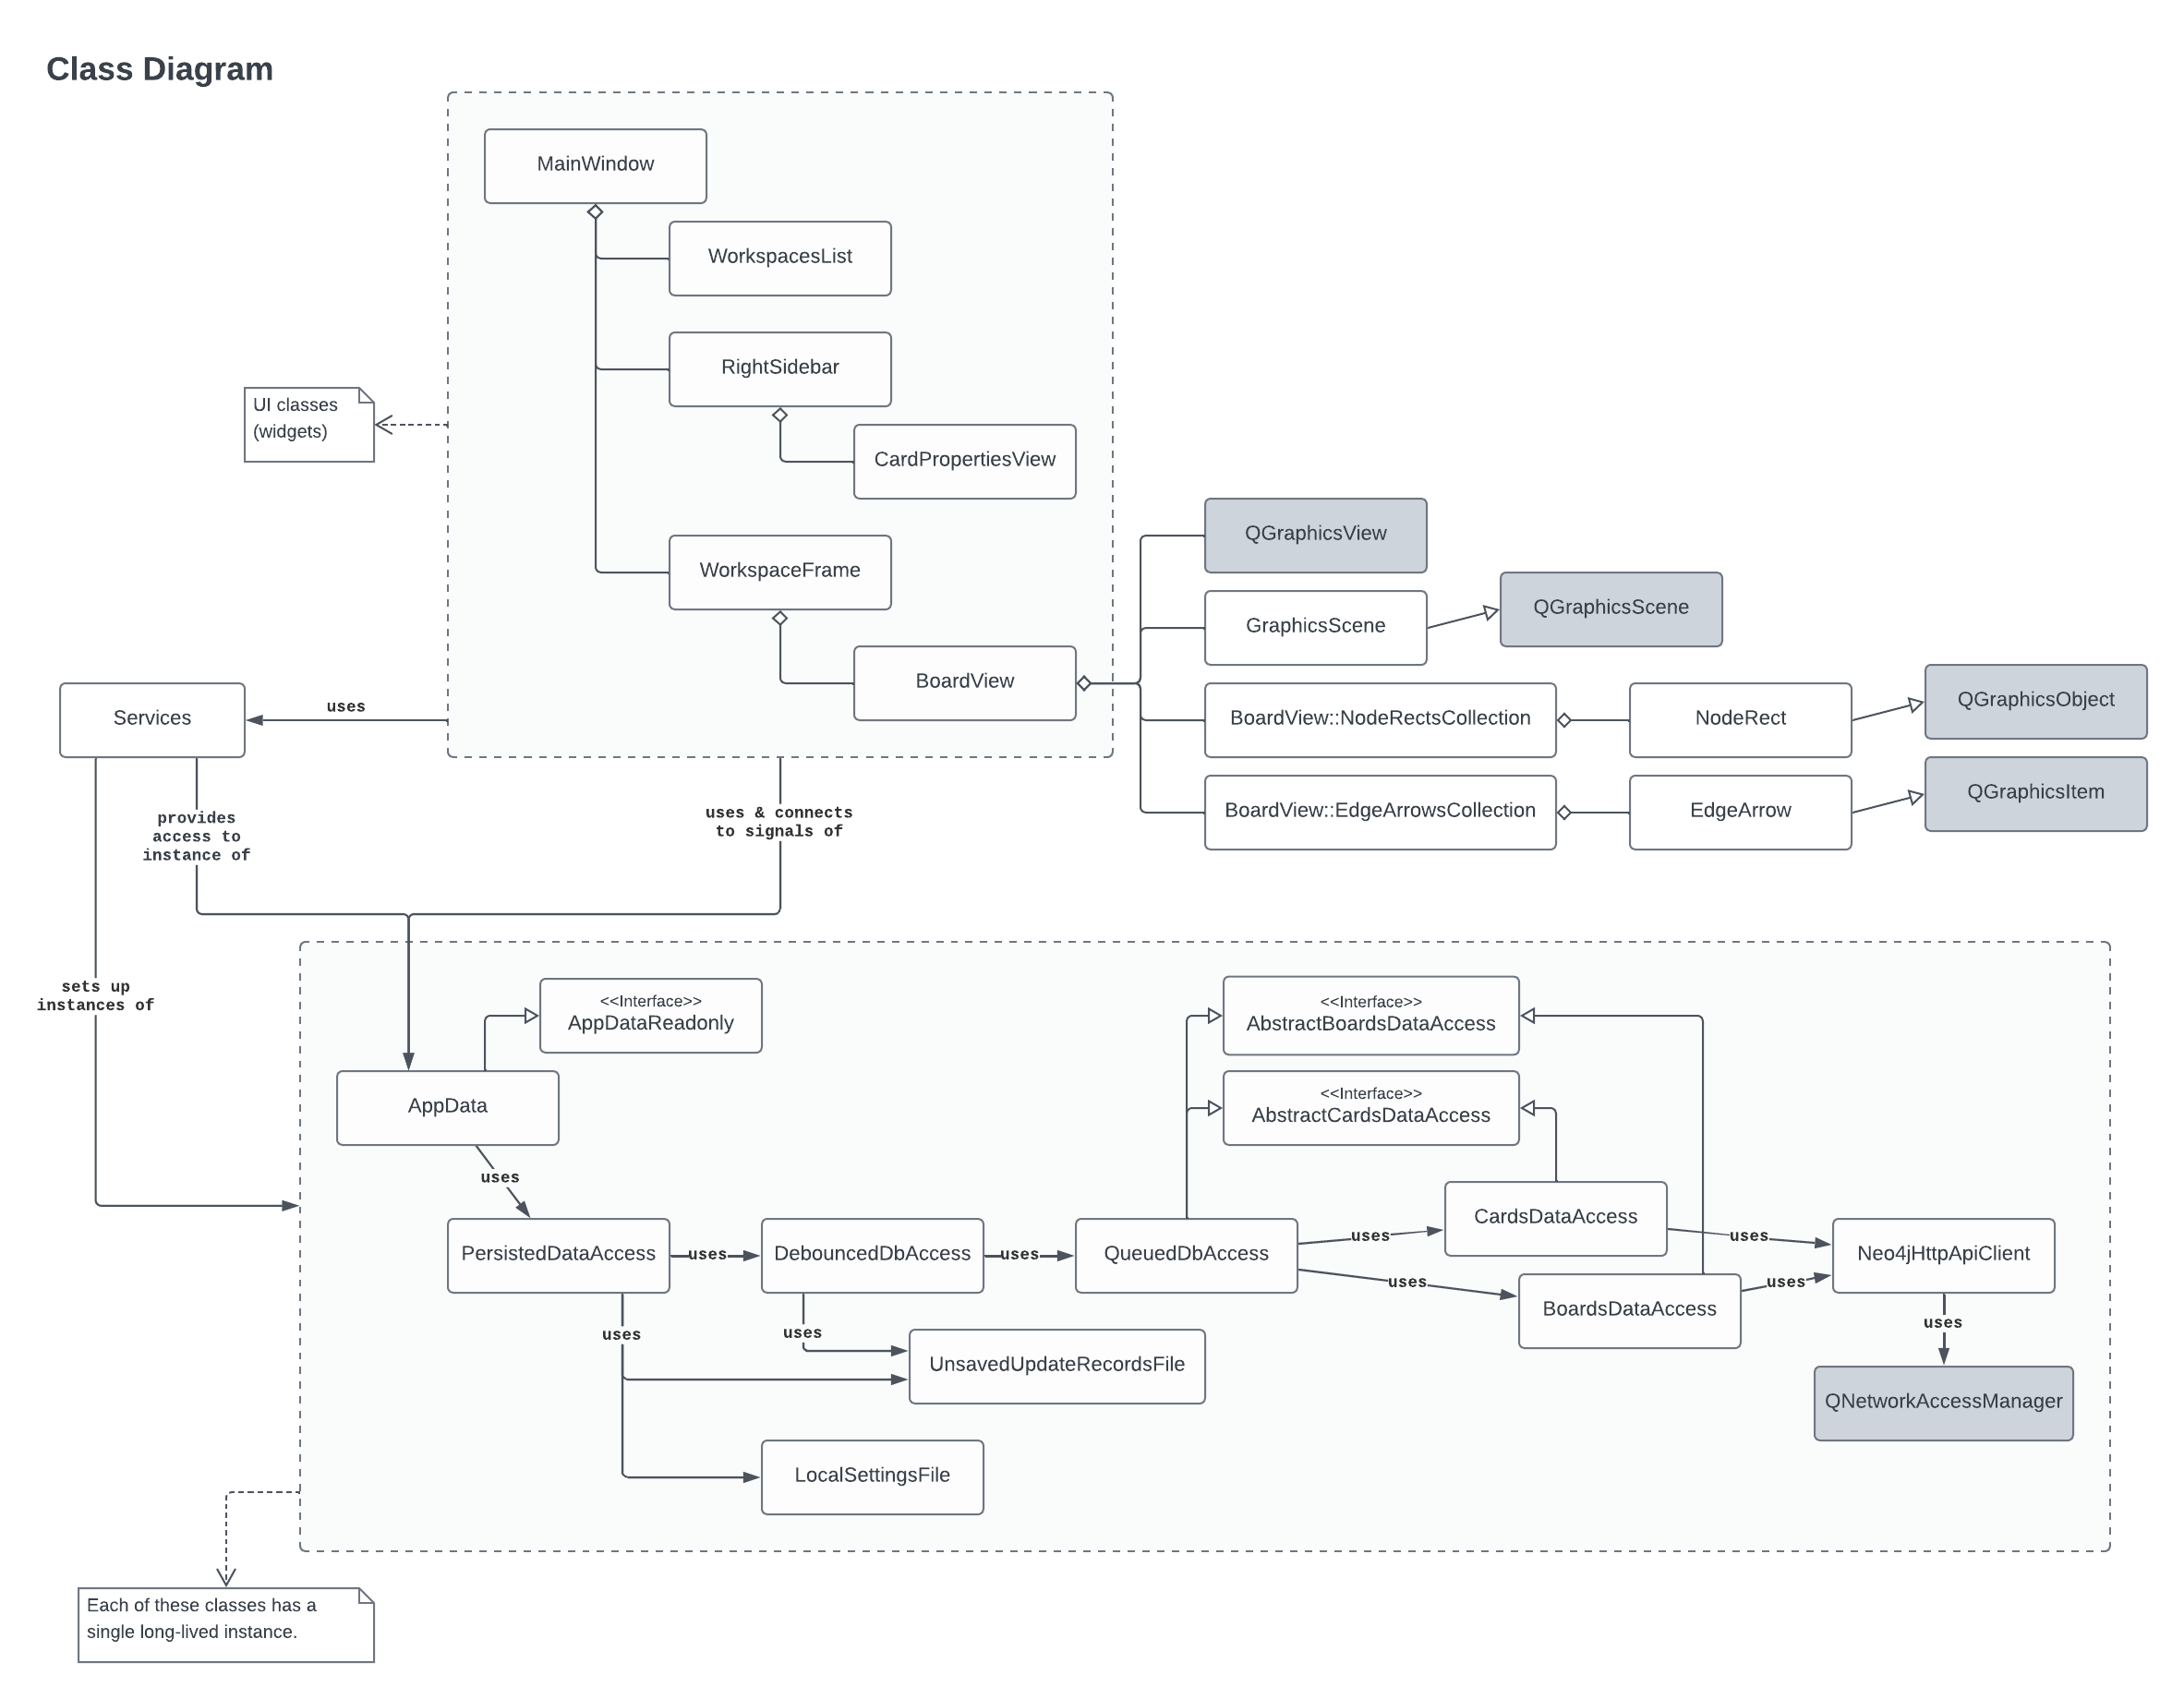 Class Diagram
MainWindow
WorkspacesList
RightSidebar
UI classes
(widgets)
CardPropertiesView
QGraphicsView
WorkspaceFrame
QGraphicsScene
GraphicsScene
BoardView
QGraphicsObject
Services
uses
BoardView::NodeRectsCollection
NodeRect
QGraphicsItem
BoardView::EdgeArrowsCollection
EdgeArrow
provides
access to
instance of
uses & connects
to signals of
sets up
instances of
<<Interface>>
AppDataReadonly
<<Interface>>
AbstractBoardsDataAccess
AppData
<<Interface>>
AbstractCardsDataAccess
uses
CardsDataAccess
PersistedDataAccess
uses
DebouncedDbAccess
uses
QueuedDbAccess
uses
uses
Neo4jHttpApiClient
uses
uses
BoardsDataAccess
uses
uses
uses
UnsavedUpdateRecordsFile
QNetworkAccessManager
LocalSettingsFile
Each of these classes has a
single long-lived instance.